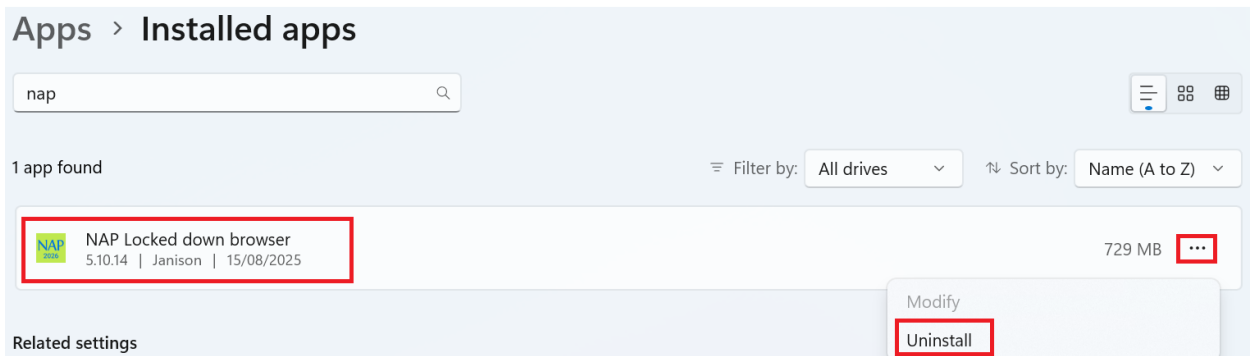 Apps > Installed apps
nap
1 app found
Filter by: All drives
Sort by: Name (A to Z)
NAP
2026
NAP Locked down browser
5.10.14 | Janison | 15/08/2025
729 MB
Modify
Uninstall
Related settings